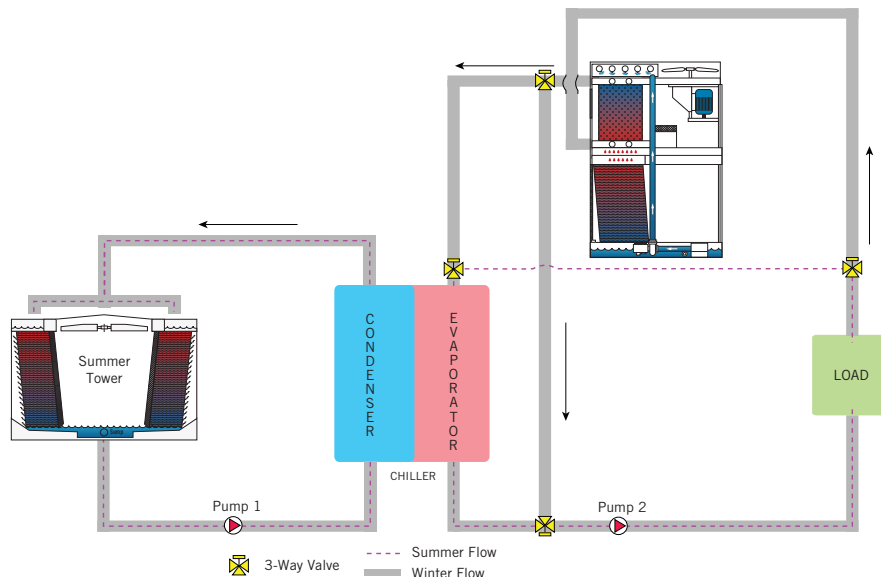 Summer
Tower
CONDENSER
EVAPORATOR
LOAD
CHILLER
Pump 1
Pump 2
3-Way Valve
Summer Flow
Winter Flow